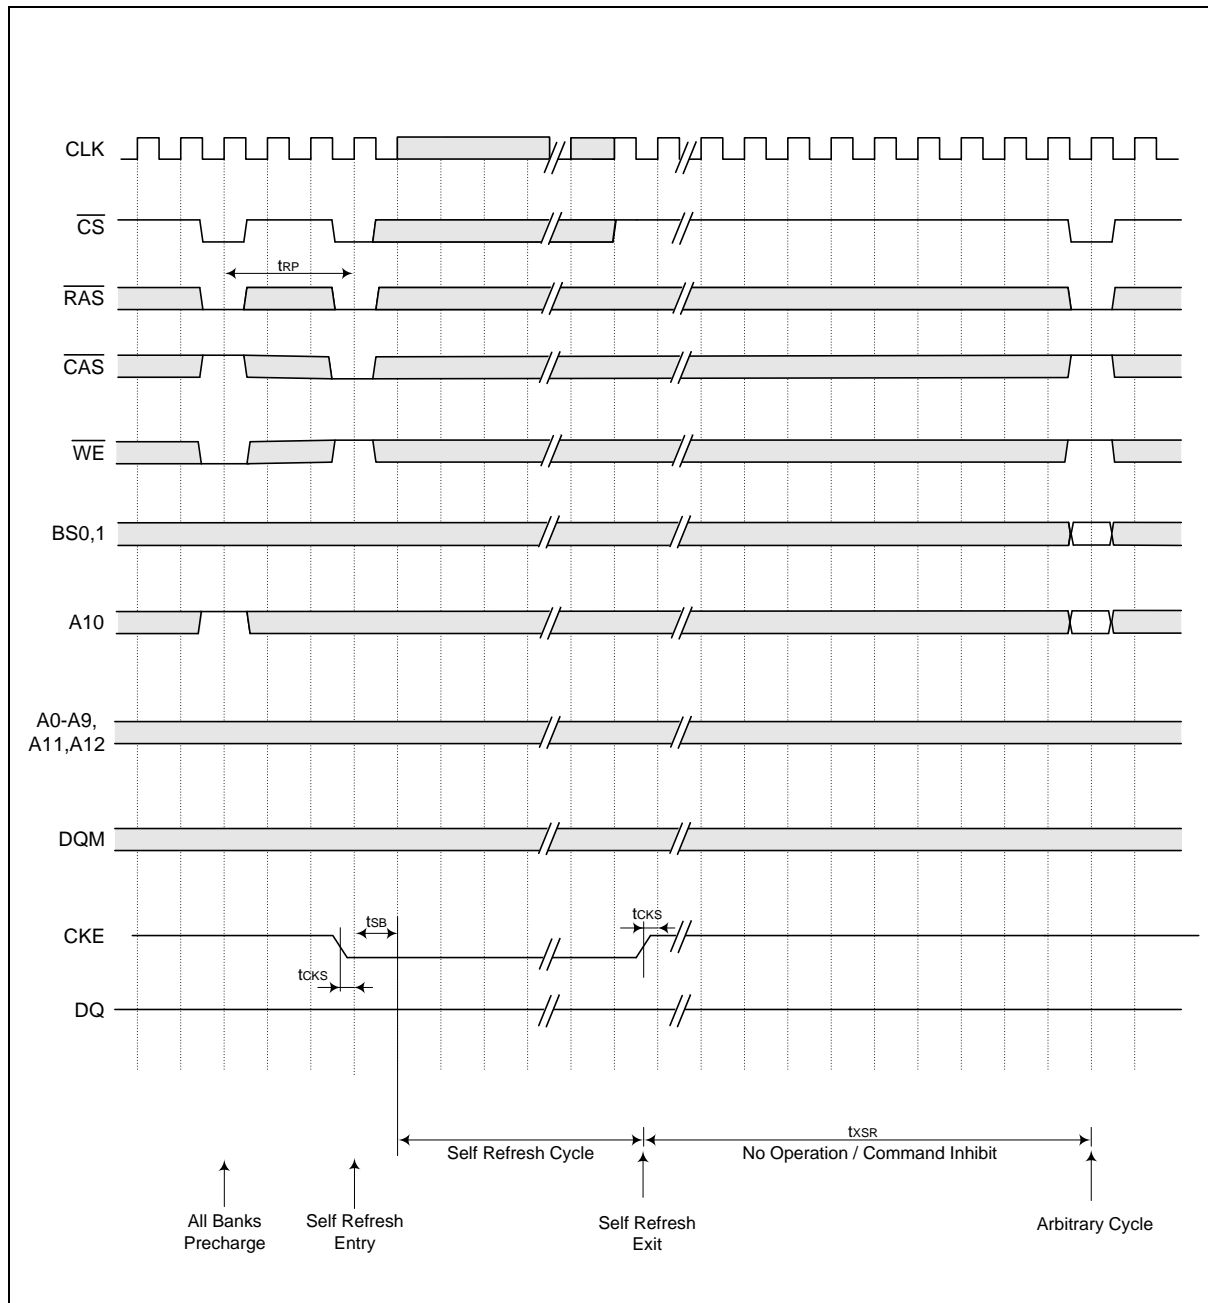 CLK
CS
tRP
RAS
CAS
WE
BS0,1
A10
A0-A9,
A11,A12
DQM
tSB
tCKS
CKE
tCKS
DQ
tXSR
Self Refresh Cycle
No Operation / Command Inhibit
All Banks
Precharge
Self Refresh
Entry
Self Refresh
Exit
Arbitrary Cycle